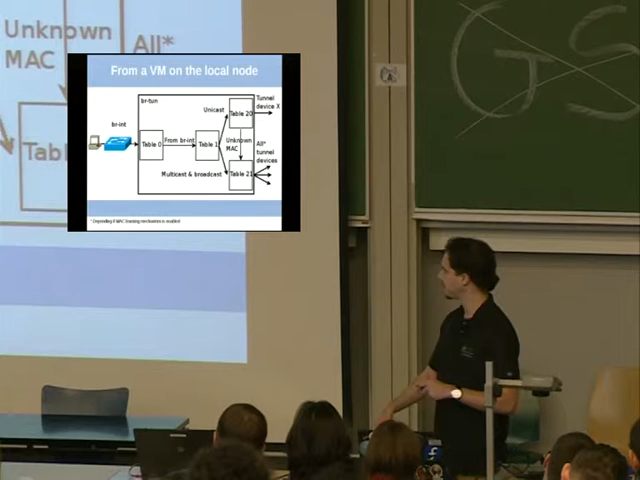 Unknown
MAC
All*
Tabl
From a VM on the local node
br-tun
br-int
Table 0
From br-int
Table 1
Unicast
Table 20
Tunnel
device X
Unknown
MAC
All*
tunnel
devices
Multicast & broadcast
Table 21
GS